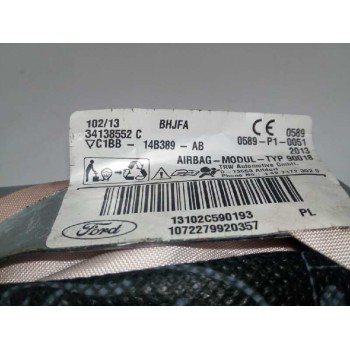 102/13 BHJFA CE 0589
34138552 C 0589-P1-0051
C1BB - 14B389 - AB 2013
AIRBAG-MODUL-TYP 90018
TRW Automotive GmbH.
13102C590193 PL
1072279920357
Ford